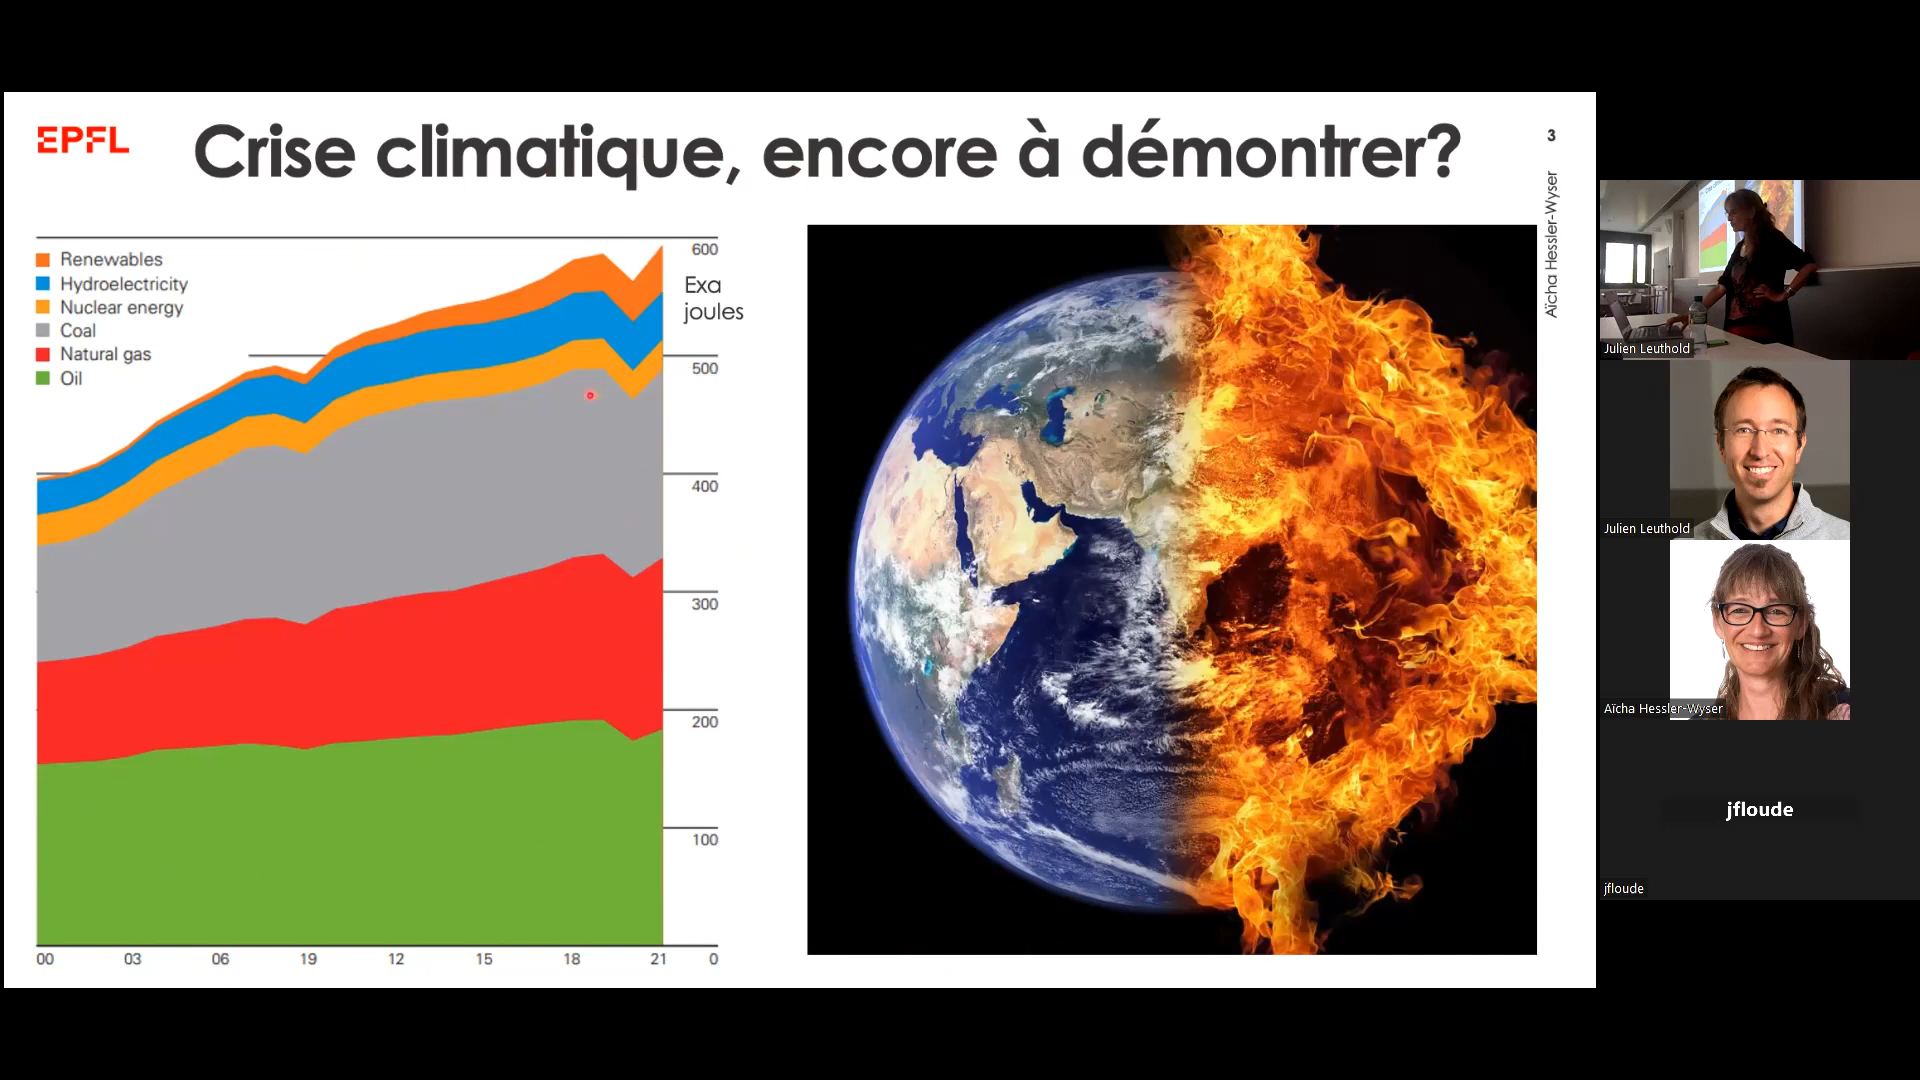 EPFL
Crise climatique, encore à démontrer?
3
Aïcha Hessler-Wyser
Renewables
Hydroelectricity
Nuclear energy
Coal
Natural gas
Oil
600
Exa
joules
500
400
300
200
100
0
00 03 06 19 12 15 18 21
Julien Leuthold
Julien Leuthold
Aïcha Hessler-Wyser
jfloude
jfloude